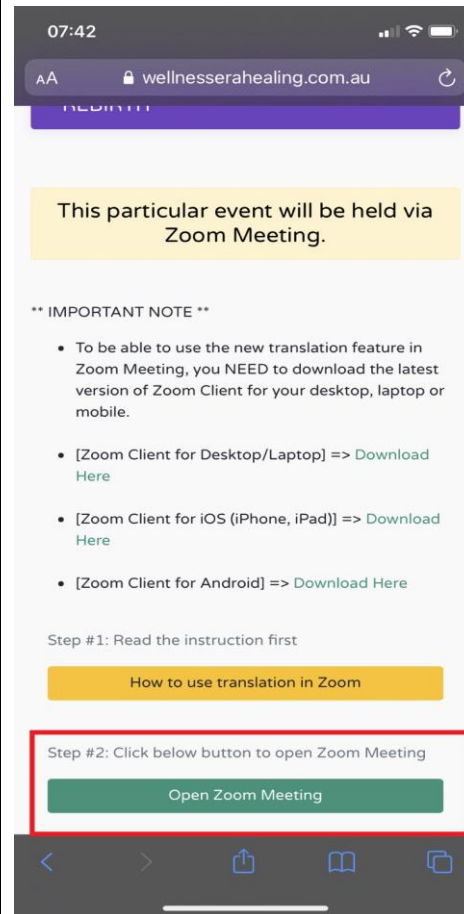 07:42
AA wellnesserahealing.com.au
REBIRTH
This particular event will be held via
Zoom Meeting.
** IMPORTANT NOTE **
• To be able to use the new translation feature in
Zoom Meeting, you NEED to download the latest
version of Zoom Client for your desktop, laptop or
mobile.
• [Zoom Client for Desktop/Laptop] => Download
Here
• [Zoom Client for iOS (iPhone, iPad)] => Download
Here
• [Zoom Client for Android] => Download Here
Step #1: Read the instruction first
How to use translation in Zoom
Step #2: Click below button to open Zoom Meeting
Open Zoom Meeting